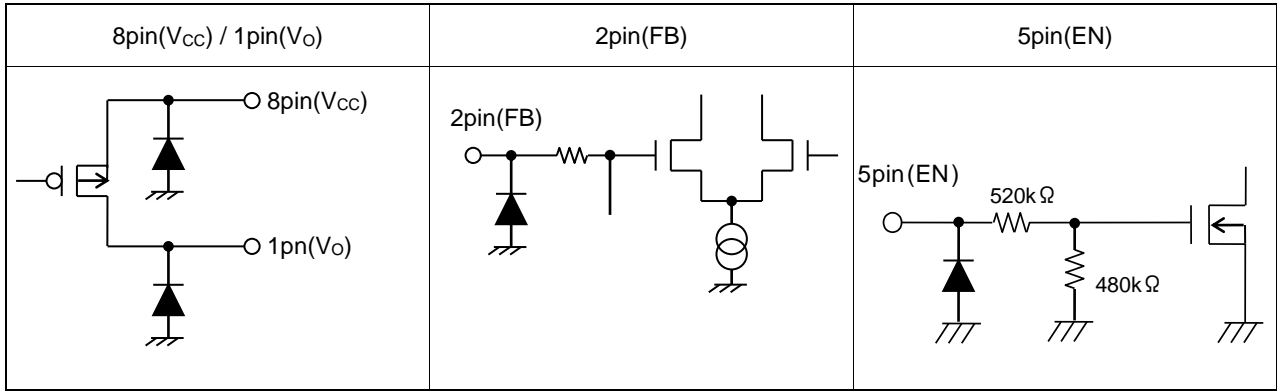 8pin(VCC) / 1pin(VO)
2pin(FB)
5pin(EN)
8pin(VCC)
1pn(VO)
2pin(FB)
5pin(EN)
520kΩ
480kΩ